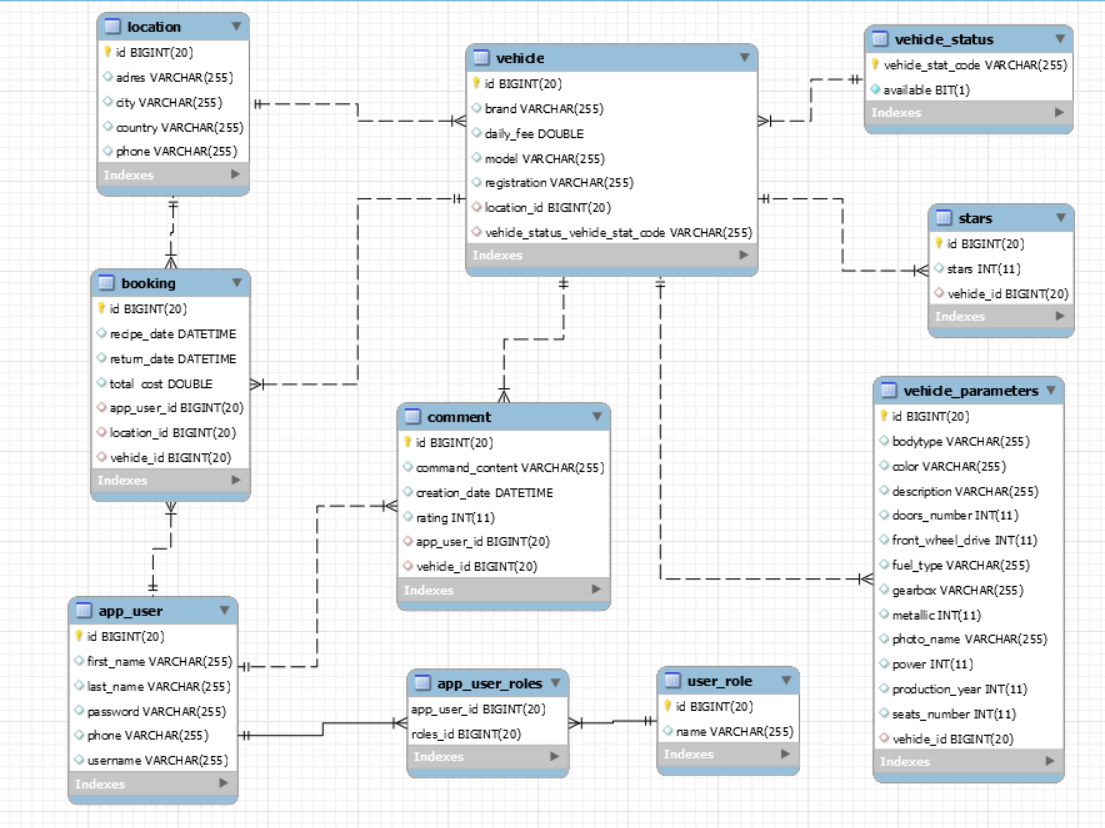 location
id BIGINT(20)
adres VARCHAR(255)
city VARCHAR(255)
country VARCHAR(255)
phone VARCHAR(255)
Indexes
vehicle
id BIGINT(20)
brand VARCHAR(255)
daily_fee DOUBLE
model VARCHAR(255)
registration VARCHAR(255)
location_id BIGINT(20)
vehicle_status_vehicle_stat_code VARCHAR(255)
Indexes
vehicle_status
vehicle_stat_code VARCHAR(255)
available BIT(1)
Indexes
stars
id BIGINT(20)
stars INT(11)
vehicle_id BIGINT(20)
Indexes
booking
id BIGINT(20)
recipe_date DATETIME
return_date DATETIME
total_cost DOUBLE
app_user_id BIGINT(20)
location_id BIGINT(20)
vehicle_id BIGINT(20)
Indexes
comment
id BIGINT(20)
command_content VARCHAR(255)
creation_date DATETIME
rating INT(11)
app_user_id BIGINT(20)
vehicle_id BIGINT(20)
Indexes
vehicle_parameters
id BIGINT(20)
bodytype VARCHAR(255)
color VARCHAR(255)
description VARCHAR(255)
doors_number INT(11)
front_wheel_drive INT(11)
fuel_type VARCHAR(255)
gearbox VARCHAR(255)
metallic INT(11)
photo_name VARCHAR(255)
power INT(11)
production_year INT(11)
seats_number INT(11)
vehicle_id BIGINT(20)
Indexes
app_user
id BIGINT(20)
first_name VARCHAR(255)
last_name VARCHAR(255)
password VARCHAR(255)
phone VARCHAR(255)
username VARCHAR(255)
Indexes
app_user_roles
app_user_id BIGINT(20)
roles_id BIGINT(20)
Indexes
user_role
id BIGINT(20)
name VARCHAR(255)
Indexes